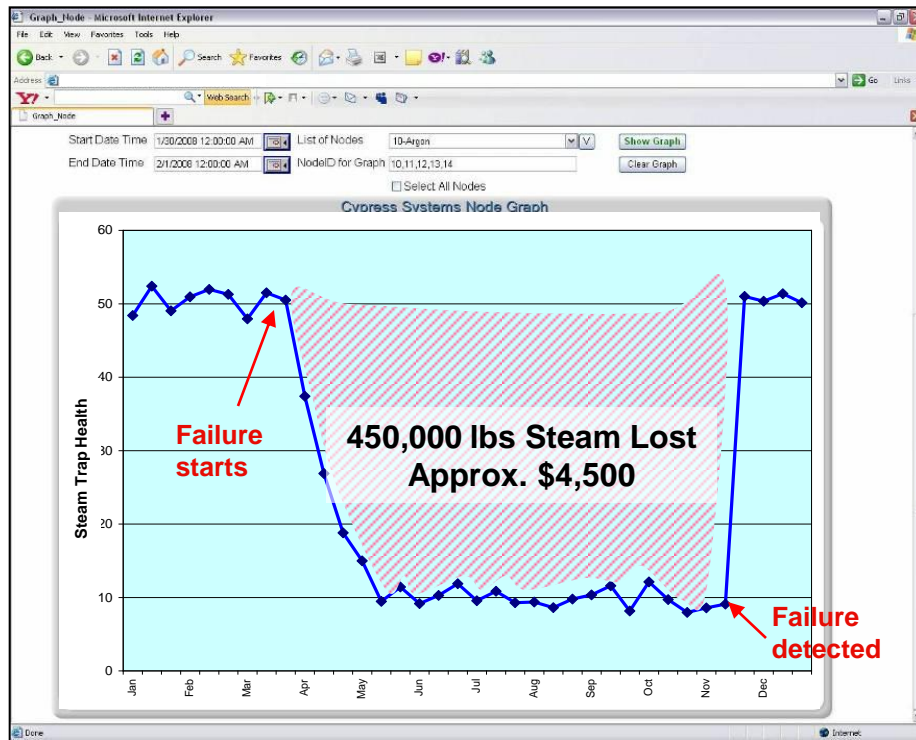 Graph_Node - Microsoft Internet Explorer
File Edit View Favorites Tools Help
Back Search Favorites
Address Go Links
Y! Web Search
Graph_Node
Start Date Time 1/30/2008 12:00:00 AM List of Nodes 10-Argon V Show Graph
End Date Time 2/1/2008 12:00:00 AM NodeID for Graph 10,11,12,13,14 Clear Graph
Select All Nodes
Cypress Systems Node Graph
60
50
40
30
20
10
0
Steam Trap Health
Failure
starts
450,000 lbs Steam Lost
Approx. $4,500
Failure
detected
Jan Feb Mar Apr May Jun Jul Aug Sep Oct Nov Dec
Done Internet